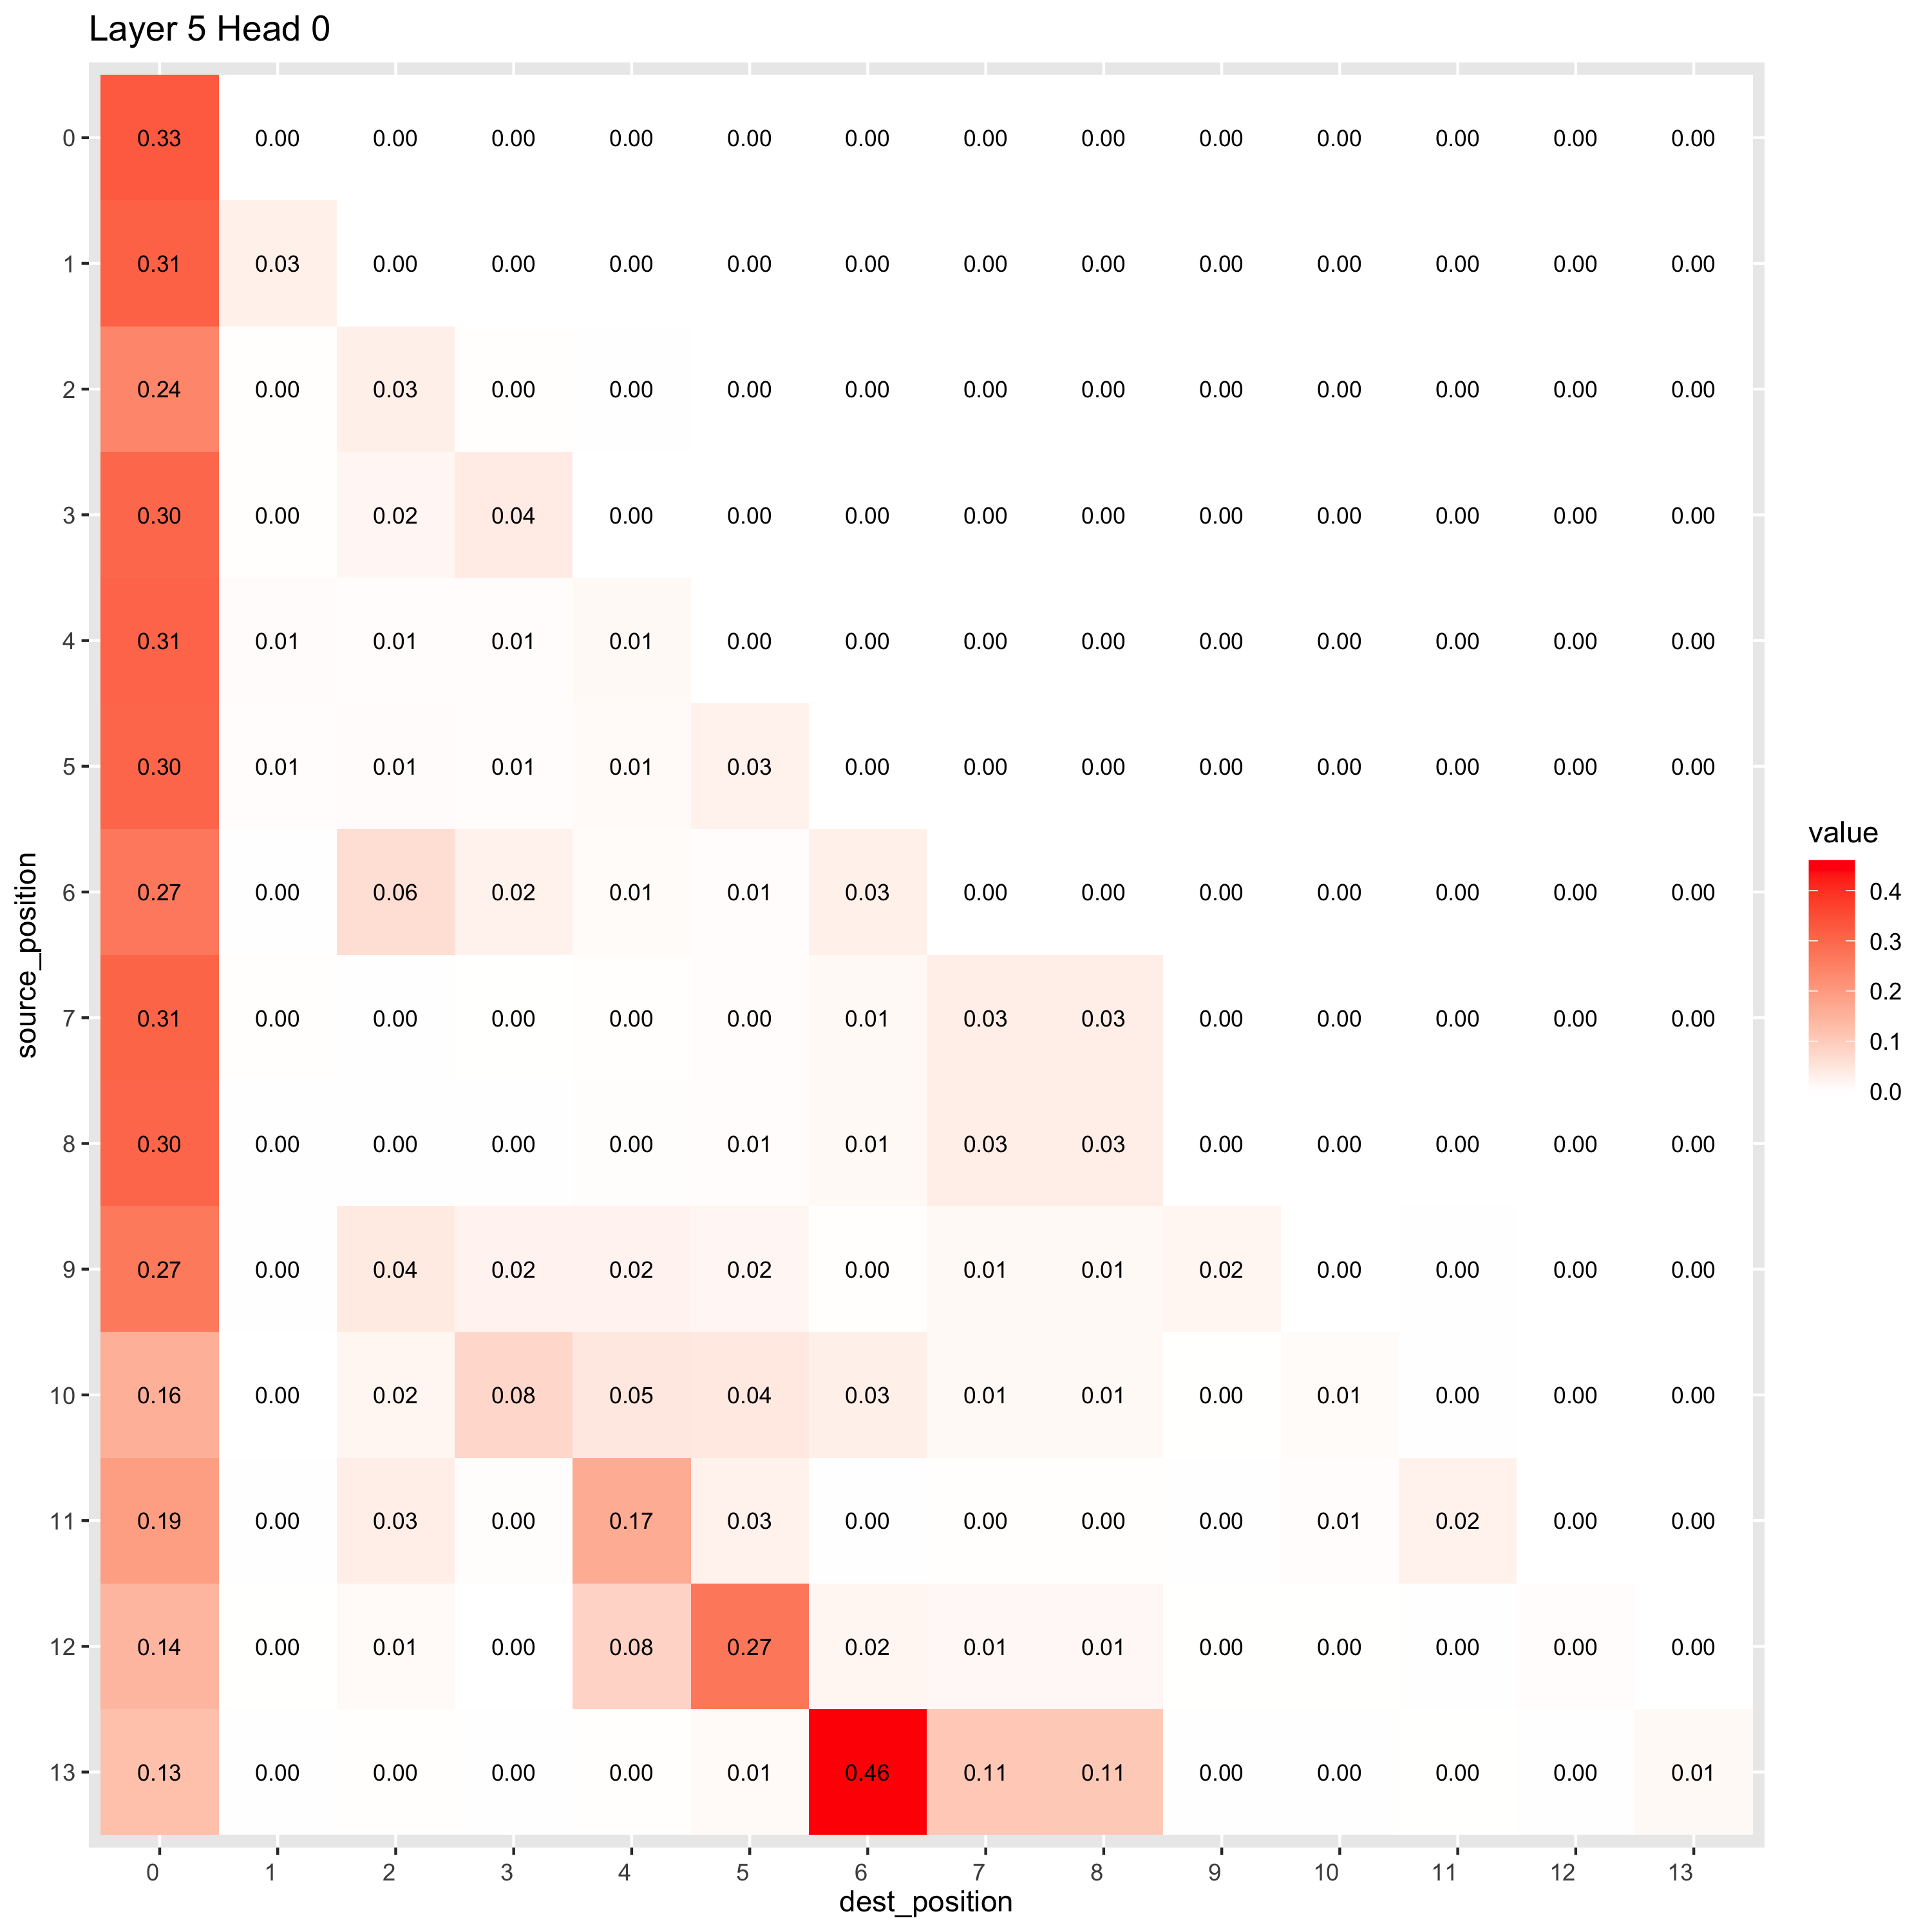 Layer 5 Head 0
0 0.33 0.00 0.00 0.00 0.00 0.00 0.00 0.00 0.00 0.00 0.00 0.00 0.00 0.00
1 0.31 0.03 0.00 0.00 0.00 0.00 0.00 0.00 0.00 0.00 0.00 0.00 0.00 0.00
2 0.24 0.00 0.03 0.00 0.00 0.00 0.00 0.00 0.00 0.00 0.00 0.00 0.00 0.00
3 0.30 0.00 0.02 0.04 0.00 0.00 0.00 0.00 0.00 0.00 0.00 0.00 0.00 0.00
4 0.31 0.01 0.01 0.01 0.01 0.00 0.00 0.00 0.00 0.00 0.00 0.00 0.00 0.00
5 0.30 0.01 0.01 0.01 0.01 0.03 0.00 0.00 0.00 0.00 0.00 0.00 0.00 0.00
6 0.27 0.00 0.06 0.02 0.01 0.01 0.03 0.00 0.00 0.00 0.00 0.00 0.00 0.00
7 0.31 0.00 0.00 0.00 0.00 0.00 0.01 0.03 0.03 0.00 0.00 0.00 0.00 0.00
8 0.30 0.00 0.00 0.00 0.00 0.01 0.01 0.03 0.03 0.00 0.00 0.00 0.00 0.00
9 0.27 0.00 0.04 0.02 0.02 0.02 0.00 0.01 0.01 0.02 0.00 0.00 0.00 0.00
10 0.16 0.00 0.02 0.08 0.05 0.04 0.03 0.01 0.01 0.00 0.01 0.00 0.00 0.00
11 0.19 0.00 0.03 0.00 0.17 0.03 0.00 0.00 0.00 0.00 0.01 0.02 0.00 0.00
12 0.14 0.00 0.01 0.00 0.08 0.27 0.02 0.01 0.01 0.00 0.00 0.00 0.00 0.00
13 0.13 0.00 0.00 0.00 0.00 0.01 0.46 0.11 0.11 0.00 0.00 0.00 0.00 0.01
0 1 2 3 4 5 6 7 8 9 10 11 12 13
dest_position
source_position
value
0.4
0.3
0.2
0.1
0.0